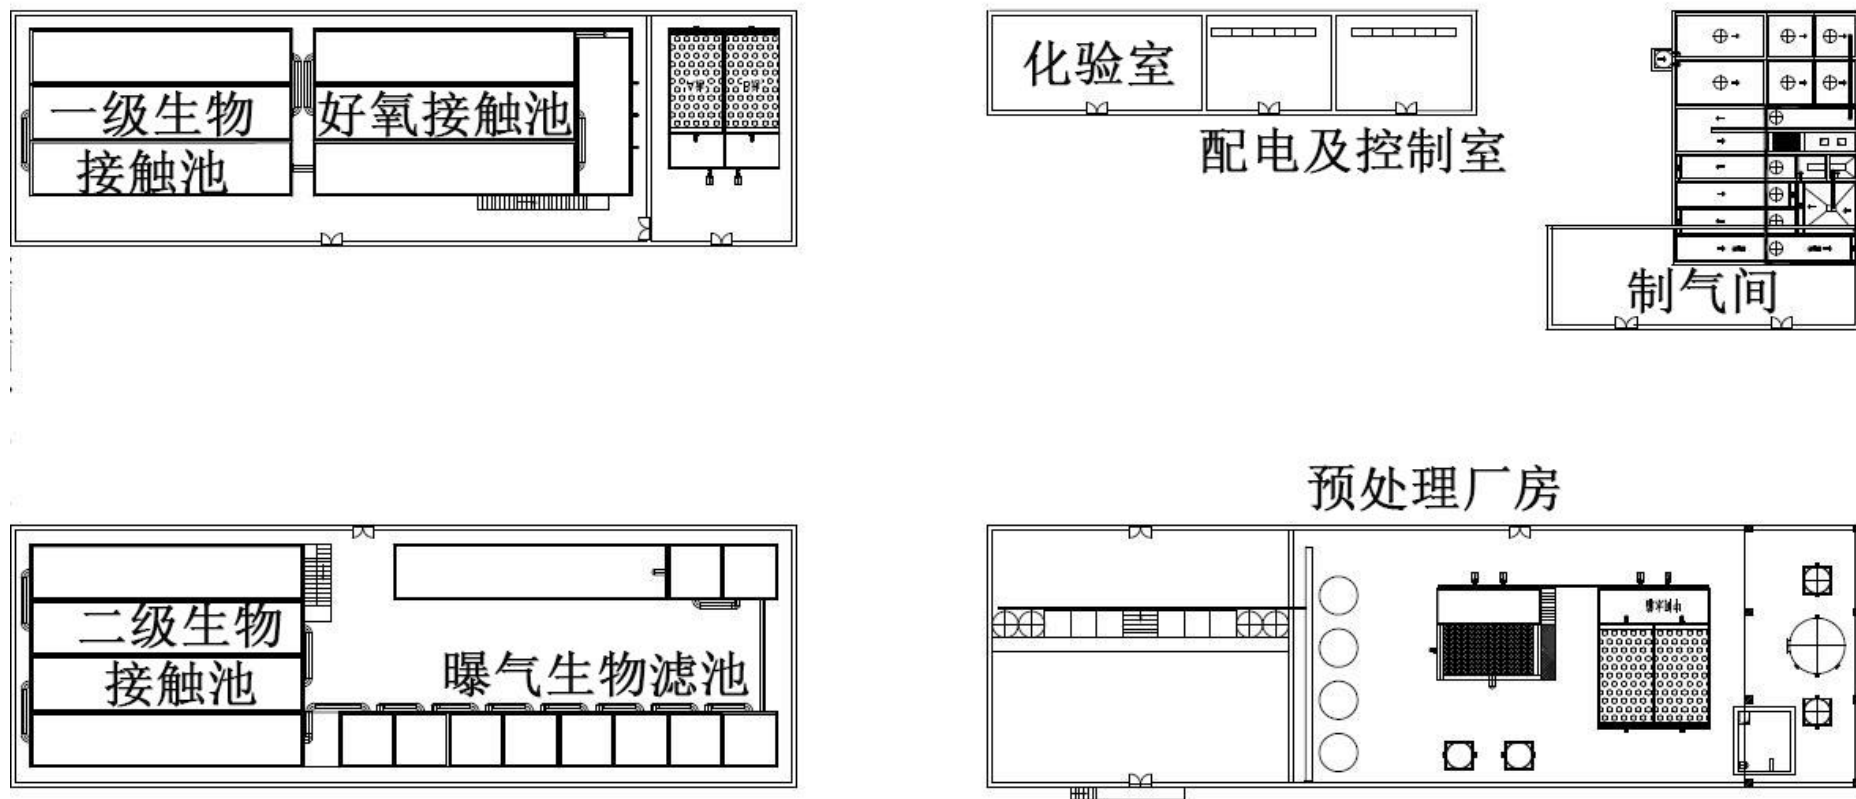 一级生物
接触池
好氧接触池
化验室
配电及控制室
制气间
预处理厂房
二级生物
接触池
曝气生物滤池